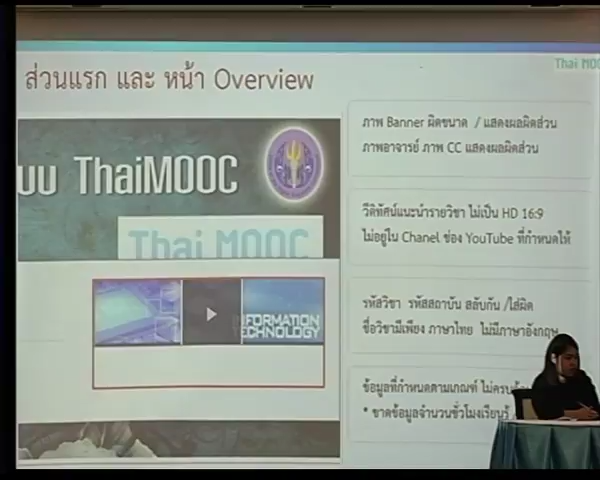 Thai MOO
ส่วนแรก และ หน้า Overview
บบ ThaiMOOC
Thai MOOC
INFORMATION
TECHNOLOGY
ภาพ Banner ผิดขนาด / แสดงผลผิดส่วน
ภาพอาจารย์ ภาพ CC แสดงผลผิดส่วน
วีดิทัศน์แนะนำรายวิชา ไม่เป็น HD 16:9
ไม่อยู่ใน Chanel ช่อง YouTube ที่กำหนดให้
รหัสวิชา รหัสสถาบัน สลับกัน /ใส่ผิด
ชื่อวิชามีเพียง ภาษาไทย ไม่มีภาษาอังกฤษ
ข้อมูลที่กำหนดตามเกณฑ์ ไม่ครบ
* ขาดข้อมูลจำนวนชั่วโมงเรียนรู้